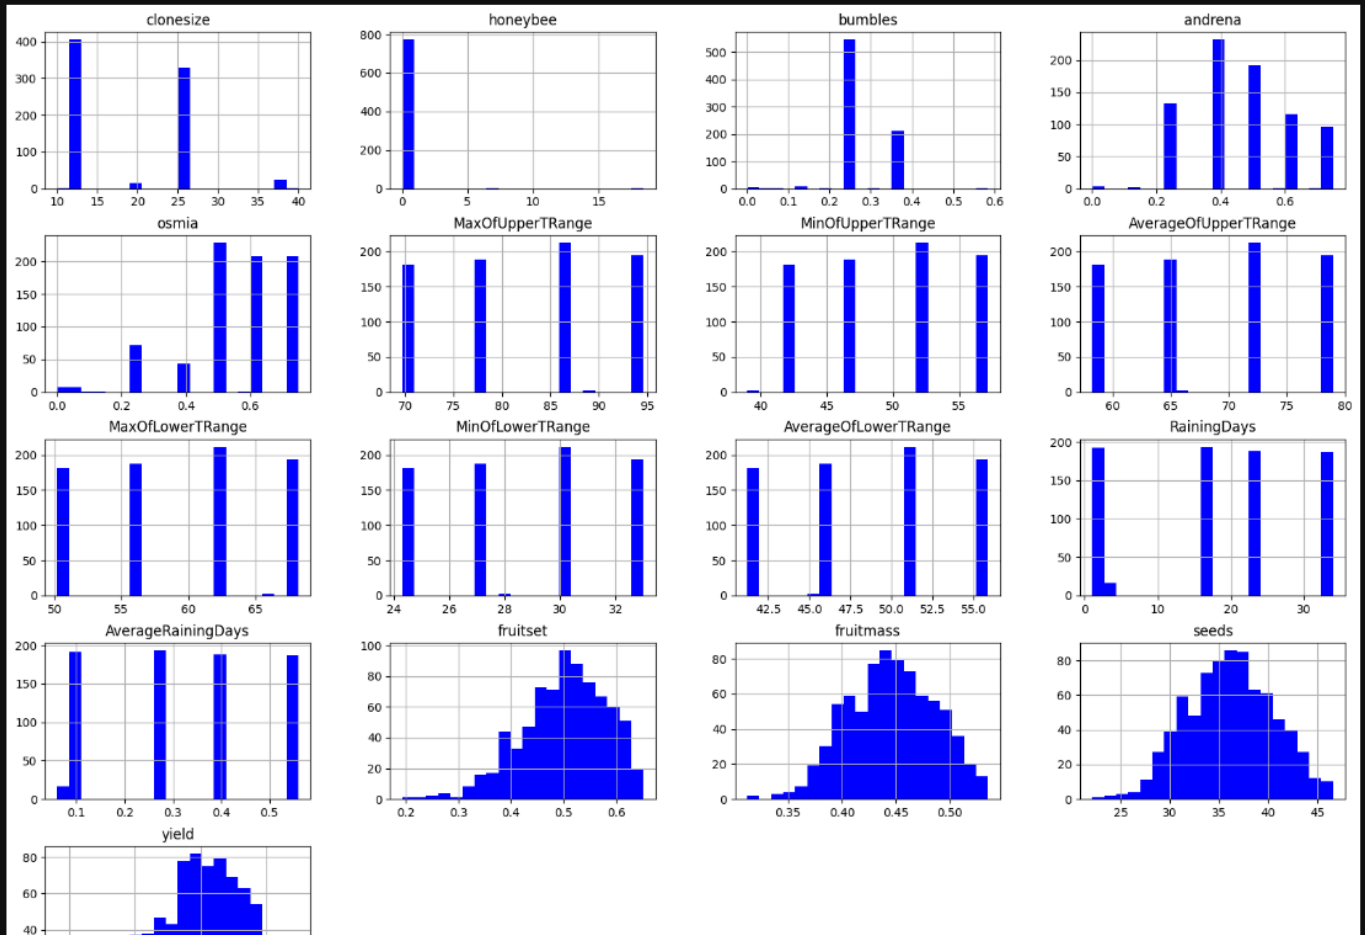 clonesize
400
300
200
100
0
10 15 20 25 30 35 40
honeybee
800
600
400
200
0
0 5 10 15
bumbles
500
400
300
200
100
0
0.0 0.1 0.2 0.3 0.4 0.5 0.6
andrena
200
150
100
50
0
0.0 0.2 0.4 0.6
osmia
200
150
100
50
0
0.0 0.2 0.4 0.6
MaxOfUpperTRange
200
150
100
50
0
70 75 80 85 90 95
MinOfUpperTRange
200
150
100
50
0
40 45 50 55
AverageOfUpperTRange
200
150
100
50
0
60 65 70 75 80
MaxOfLowerTRange
200
150
100
50
0
50 55 60 65
MinOfLowerTRange
200
150
100
50
0
24 26 28 30 32
AverageOfLowerTRange
200
150
100
50
0
42.5 45.0 47.5 50.0 52.5 55.0
RainingDays
200
150
100
50
0
0 10 20 30
AverageRainingDays
200
150
100
50
0
0.1 0.2 0.3 0.4 0.5
fruitset
100
80
60
40
20
0
0.2 0.3 0.4 0.5 0.6
fruitmass
80
60
40
20
0
0.35 0.40 0.45 0.50
seeds
80
60
40
20
0
25 30 35 40 45
yield
80
60
40